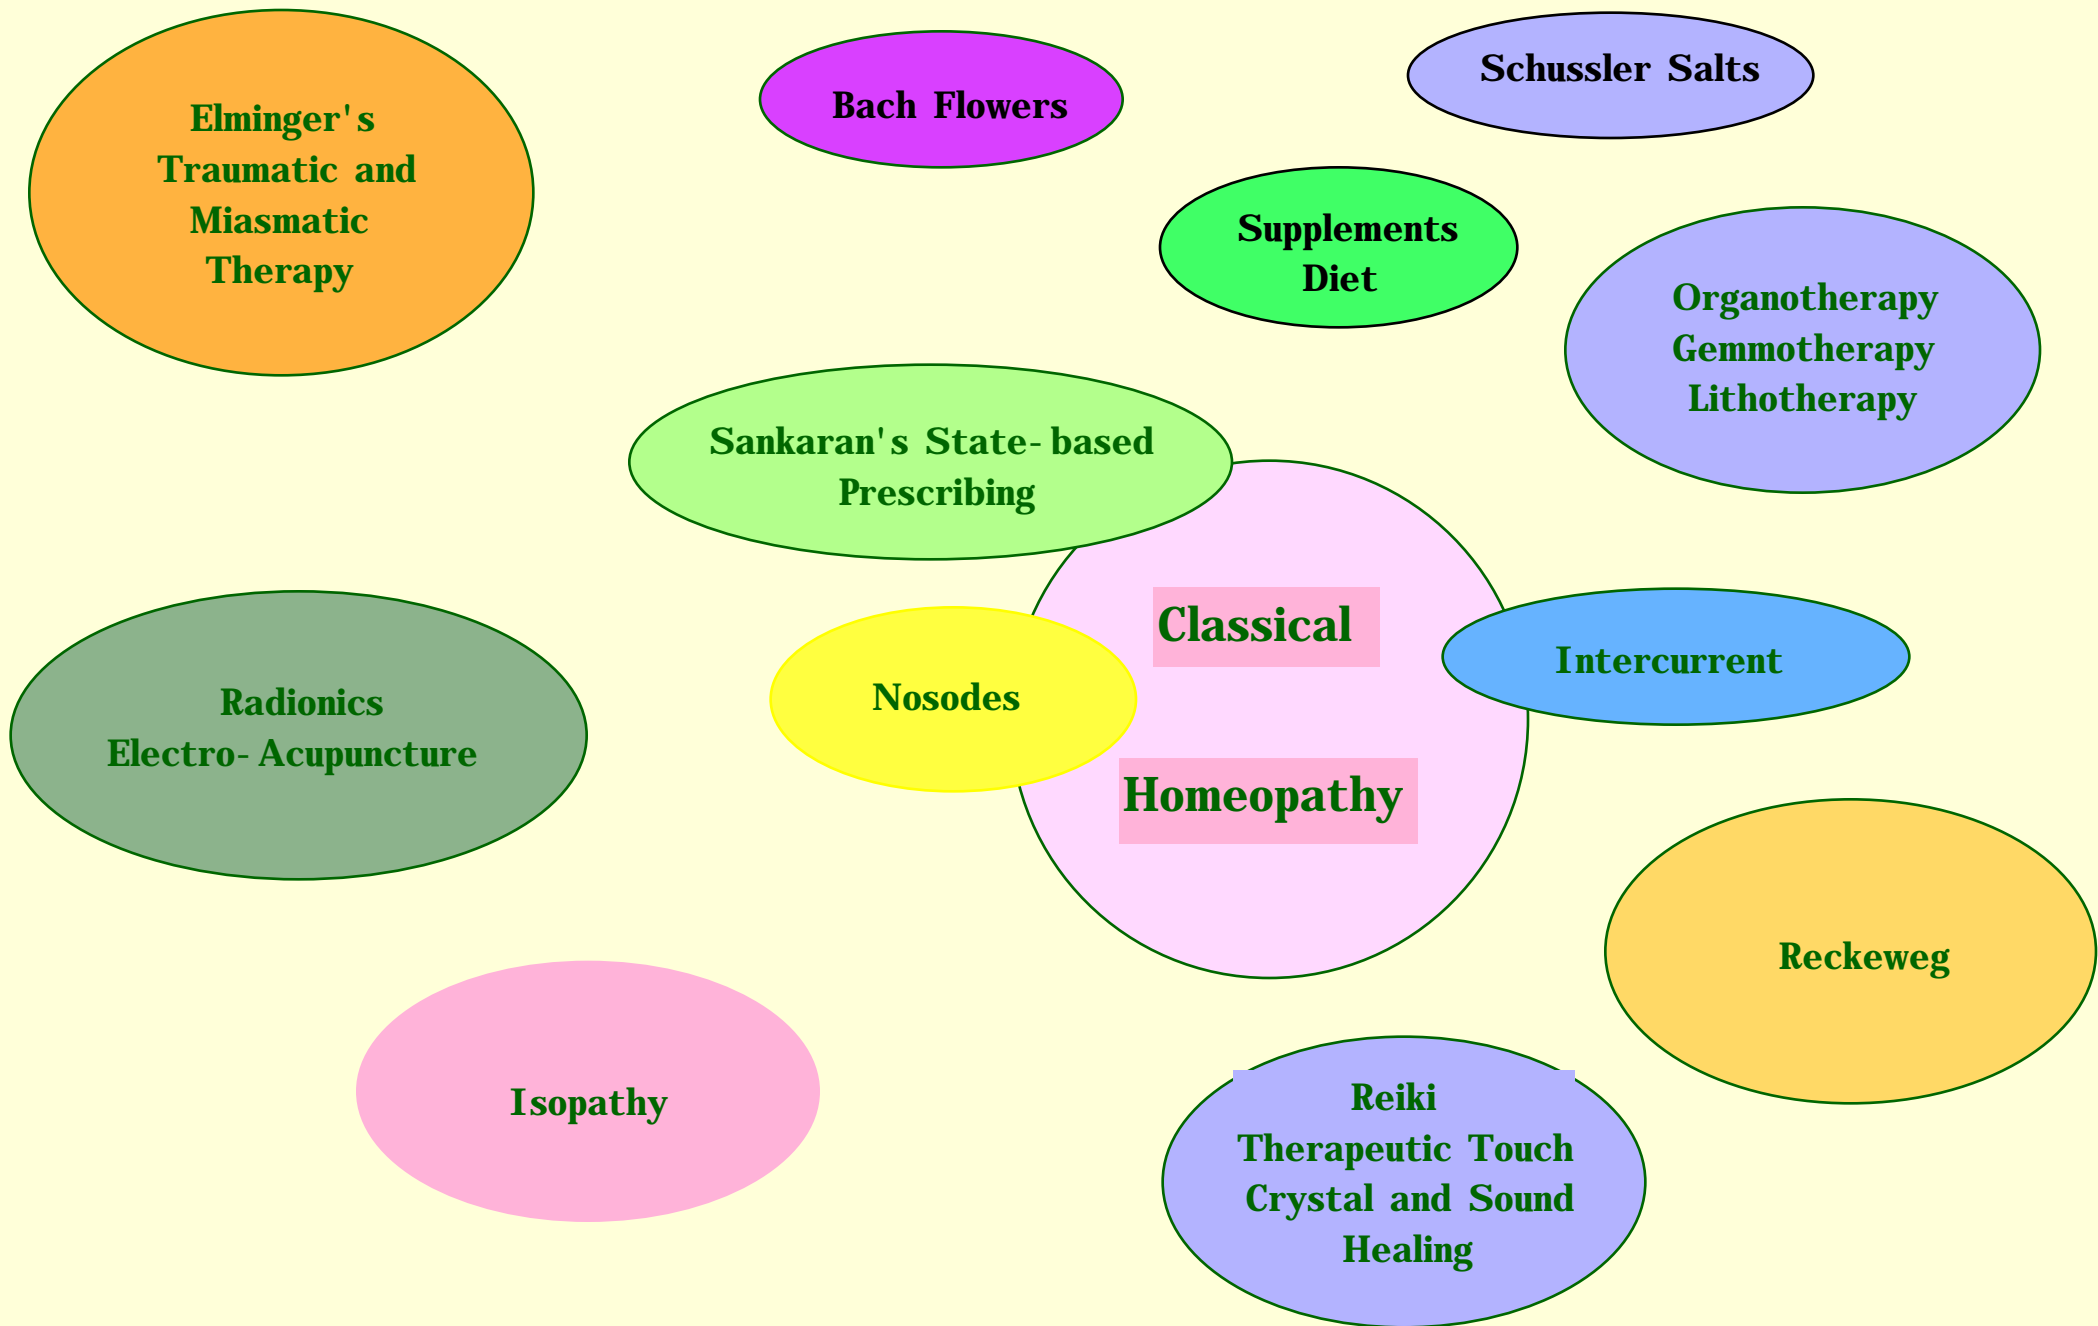 Elminger's
Traumatic and
Miasmatic
Therapy
Bach Flowers
Schussler Salts
Supplements
Diet
Organotherapy
Gemmotherapy
Lithotherapy
Sankaran's State-based
Prescribing
Classical
Homeopathy
Nosodes
Intercurrent
Radionics
Electro-Acupuncture
Reckeweg
Isopathy
Reiki
Therapeutic Touch
Crystal and Sound
Healing